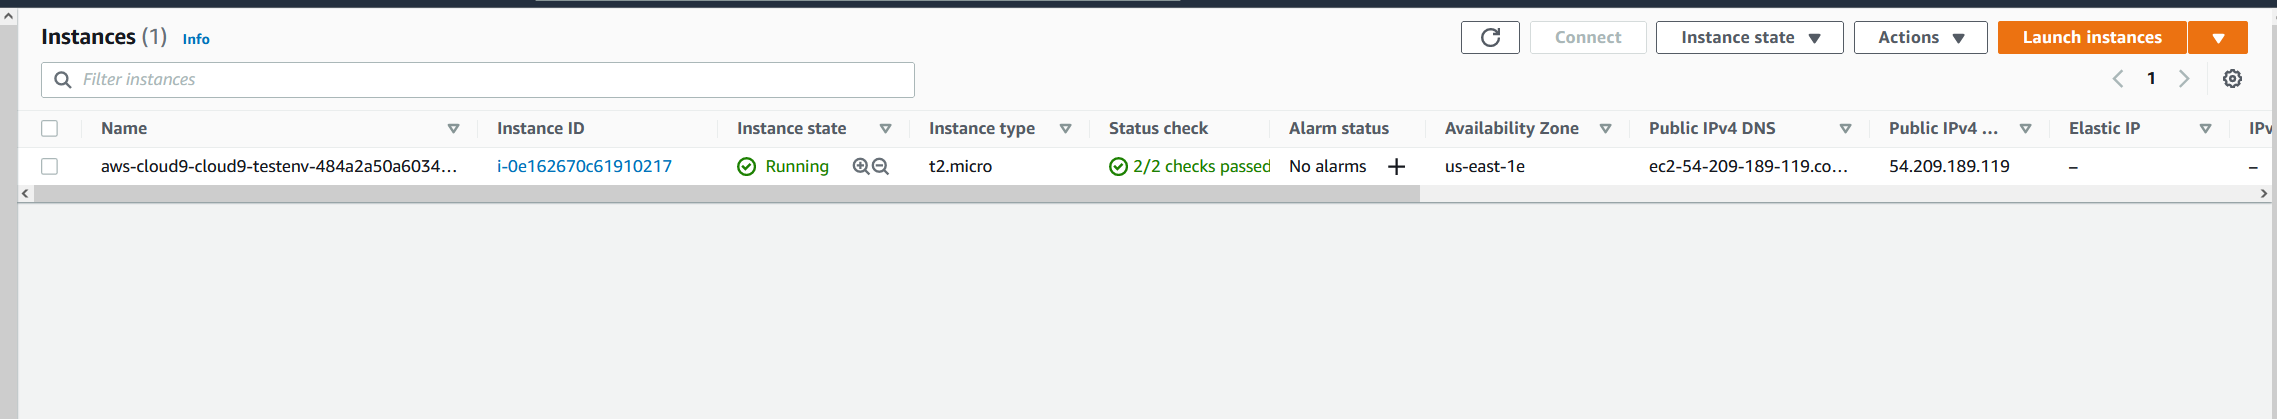 Instances (1) Info
Connect Instance state Actions Launch instances
Filter instances
1
Name Instance ID Instance state Instance type Status check Alarm status Availability Zone Public IPv4 DNS Public IPv4 ... Elastic IP IPv
aws-cloud9-cloud9-testenv-484a2a50a6034... i-0e162670c61910217 Running t2.micro 2/2 checks passed No alarms + us-east-1e ec2-54-209-189-119.co... 54.209.189.119 – –